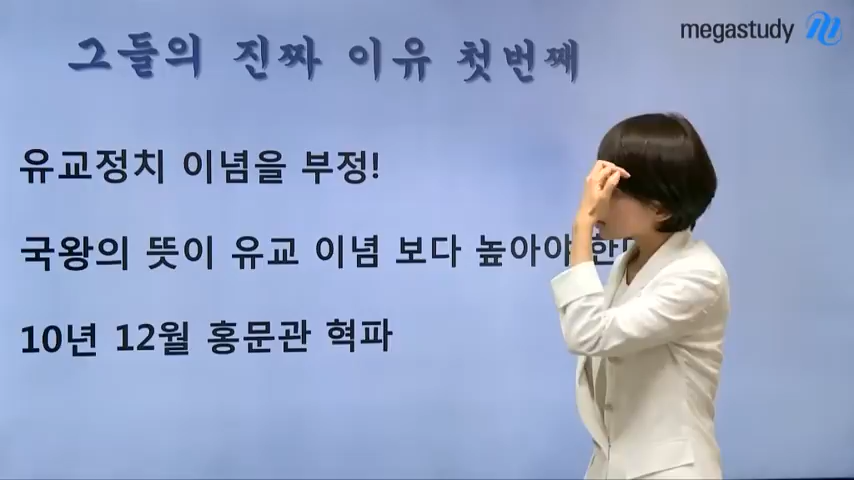 megastudy
그들의 진짜 이유 첫번째
유교정치 이념을 부정!
국왕의 뜻이 유교 이념 보다 높아야
10년 12월 홍문관 혁파